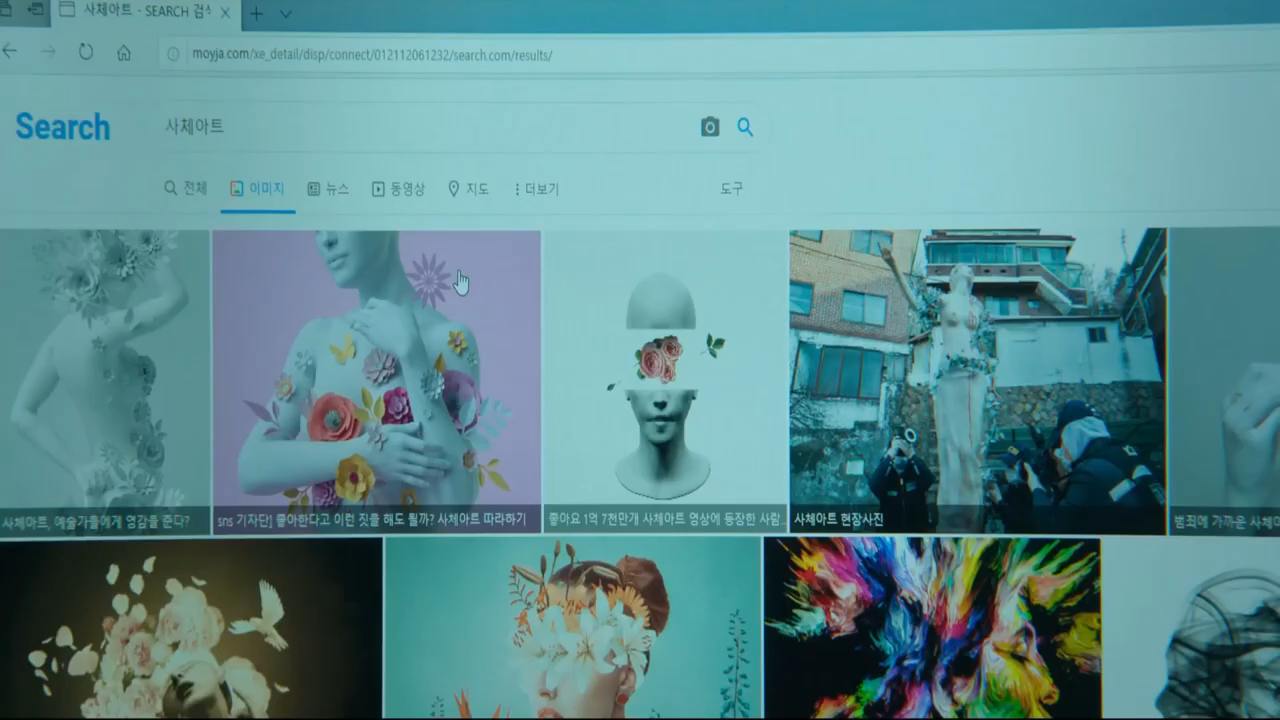 사체아트 - SEARCH 검색
moyja.com/xe_detail/disp/connect/012112061232/search.com/results/
Search
사체아트
전체
이미지
뉴스
동영상
지도
더보기
도구
사체아트, 예술가들에게 영감을 준다?
sns 기자단] 좋아한다고 이런 짓을 해도 될까? 사체아트 따라하기
좋아요 1억 7천만개 사체아트 영상에 등장한 사람...
사체아트 현장사진
범죄에 가까운